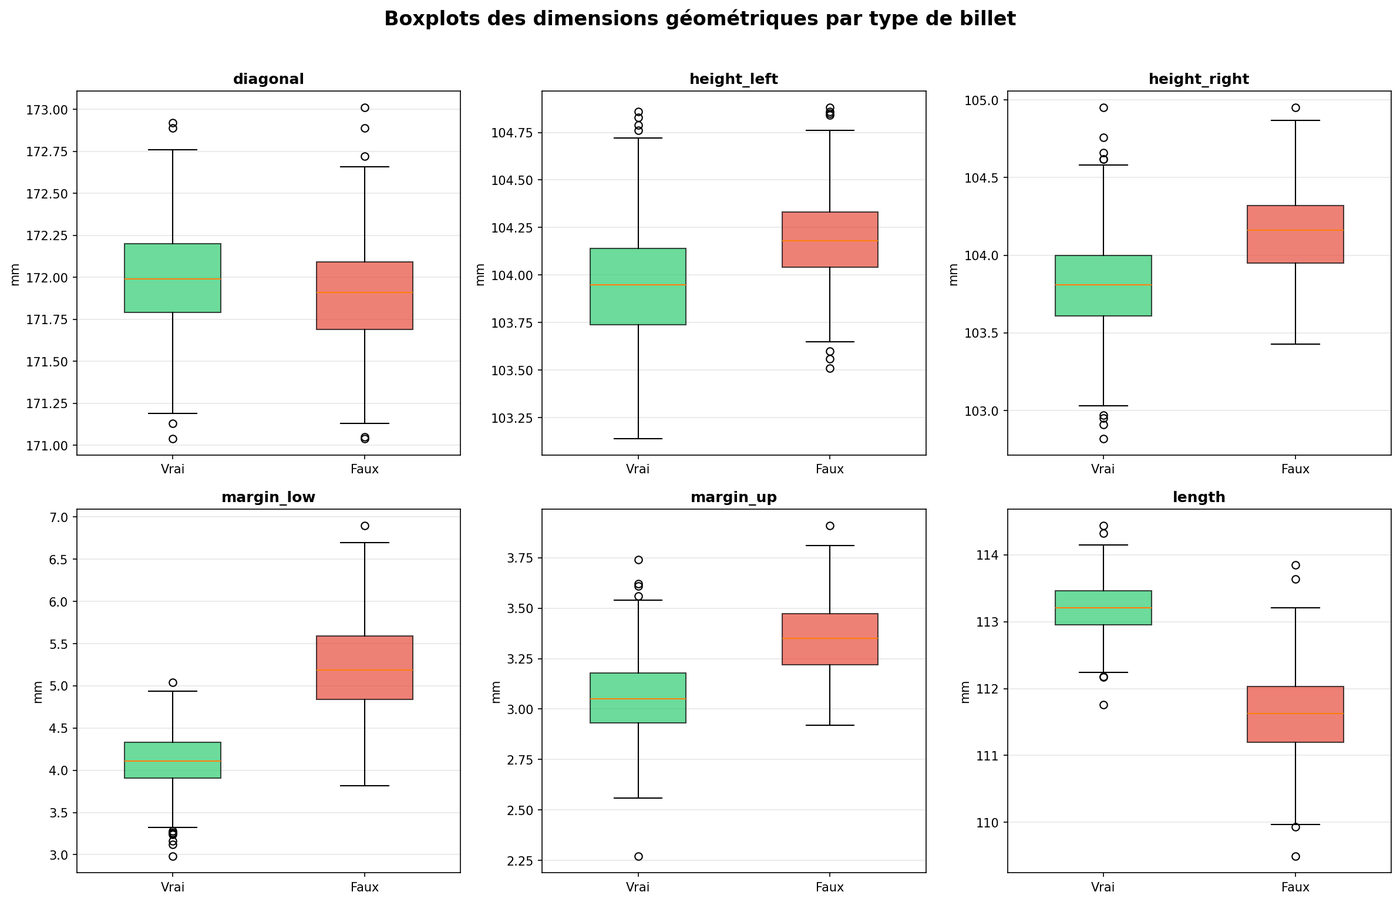 Boxplots des dimensions géométriques par type de billet
diagonal
173.00
172.75
172.50
172.25
172.00
171.75
171.50
171.25
171.00
mm
Vrai
Faux
height_left
104.75
104.50
104.25
104.00
103.75
103.50
103.25
mm
Vrai
Faux
height_right
105.0
104.5
104.0
103.5
103.0
mm
Vrai
Faux
margin_low
7.0
6.5
6.0
5.5
5.0
4.5
4.0
3.5
3.0
mm
Vrai
Faux
margin_up
3.75
3.50
3.25
3.00
2.75
2.50
2.25
mm
Vrai
Faux
length
114
113
112
111
110
mm
Vrai
Faux